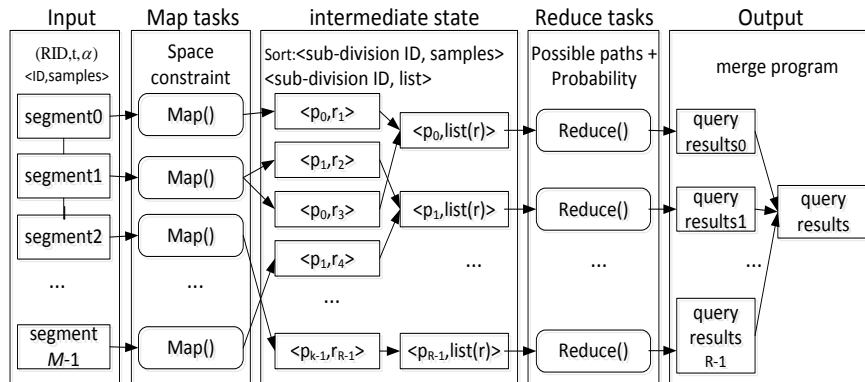 Input
Map tasks
intermediate state
Reduce tasks
Output
(RID,t,α)
<ID,samples>
segment0
segment1
segment2
...
segment
M-1
Space
constraint
Map()
Map()
Map()
...
Map()
Sort:<sub-division ID, samples>
<sub-division ID, list>
<p0,r1>
<p1,r2>
<p0,r3>
<p1,r4>
...
<pk-1,rR-1>
<p0,list(r)>
<p1,list(r)>
...
<pR-1,list(r)>
Possible paths +
Probability
Reduce()
Reduce()
...
Reduce()
merge program
query
results0
query
results1
...
query
results
R-1
query
results